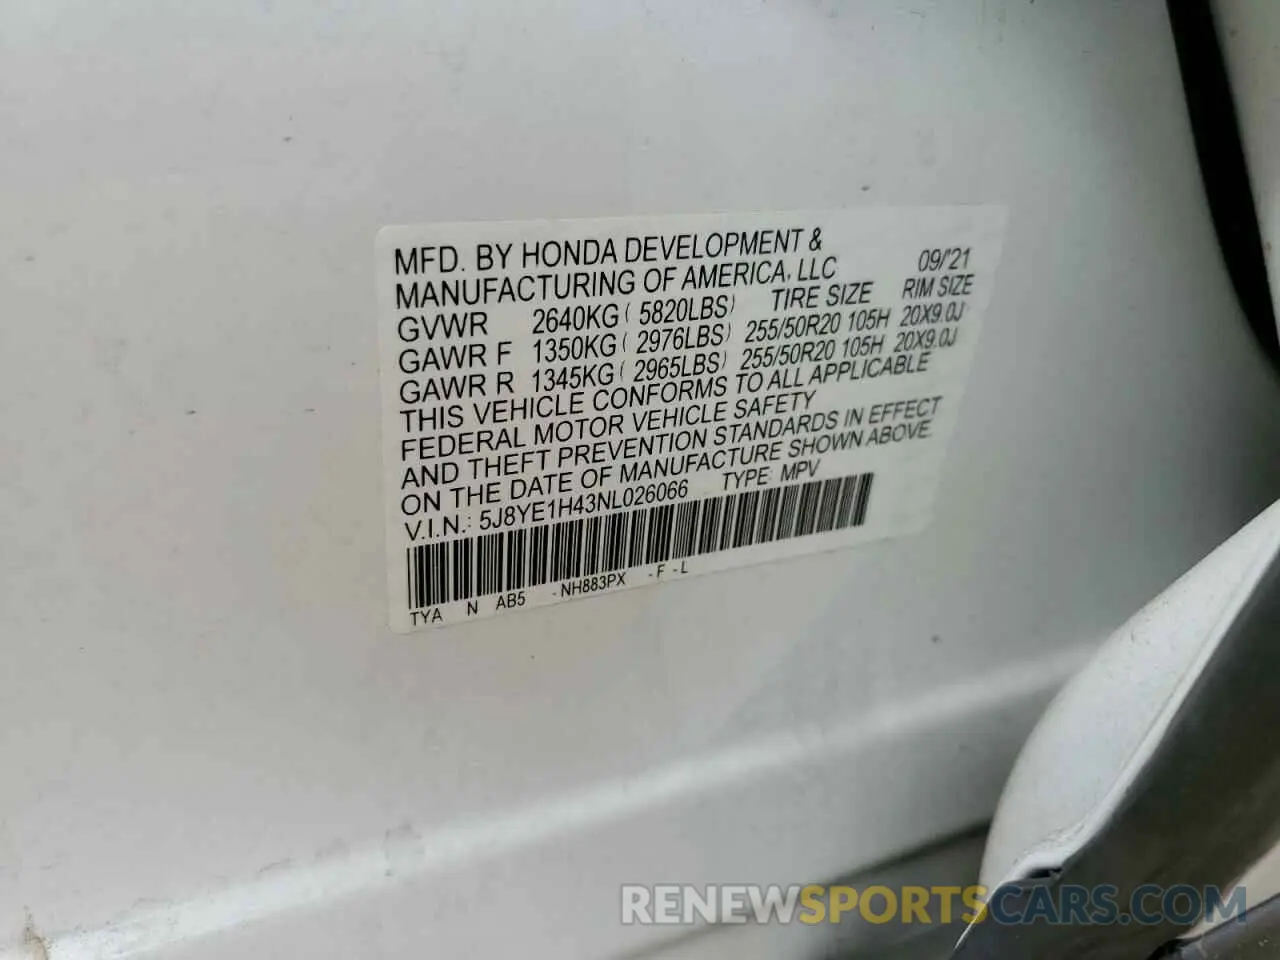 MFD. BY HONDA DEVELOPMENT &
MANUFACTURING OF AMERICA, LLC 09/'21
GVWR 2640KG ( 5820LBS) TIRE SIZE RIM SIZE
GAWR F 1350KG ( 2976LBS) 255/50R20 105H 20X9.0J
GAWR R 1345KG ( 2965LBS) 255/50R20 105H 20X9.0J
THIS VEHICLE CONFORMS TO ALL APPLICABLE
FEDERAL MOTOR VEHICLE SAFETY
AND THEFT PREVENTION STANDARDS IN EFFECT
ON THE DATE OF MANUFACTURE SHOWN ABOVE.
V.I.N.: 5J8YE1H43NL026066 TYPE: MPV
TYA N AB5 -NH883PX -F -L
RENEWSPORTSCARS.COM